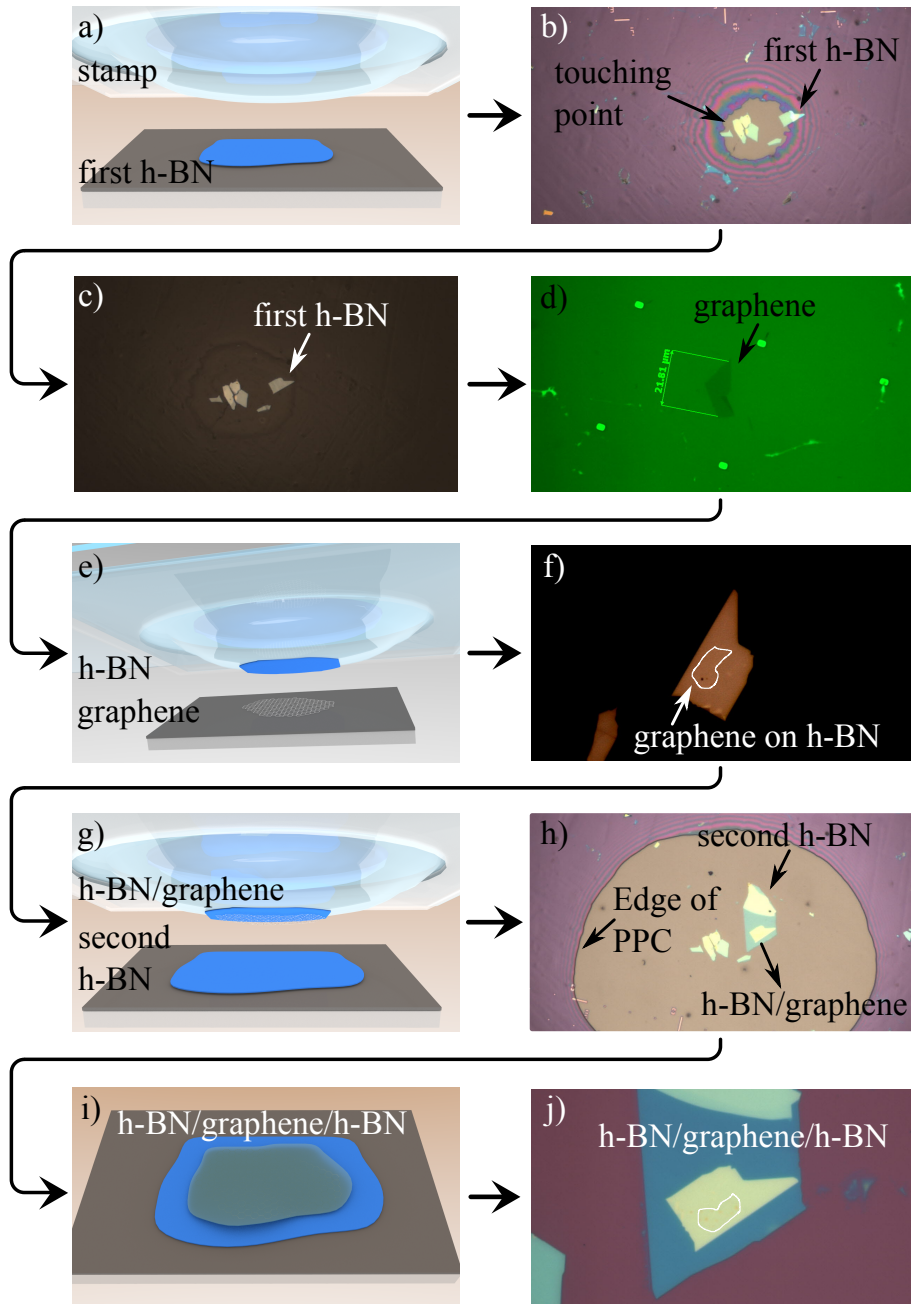 a)
stamp
first h-BN
b)
first h-BN
touching
point
c)
first h-BN
d)
graphene
21.81 µm
e)
h-BN
graphene
f)
graphene on h-BN
g)
h-BN/graphene
second
h-BN
h)
second h-BN
Edge of
PPC
h-BN/graphene
i)
h-BN/graphene/h-BN
j)
h-BN/graphene/h-BN